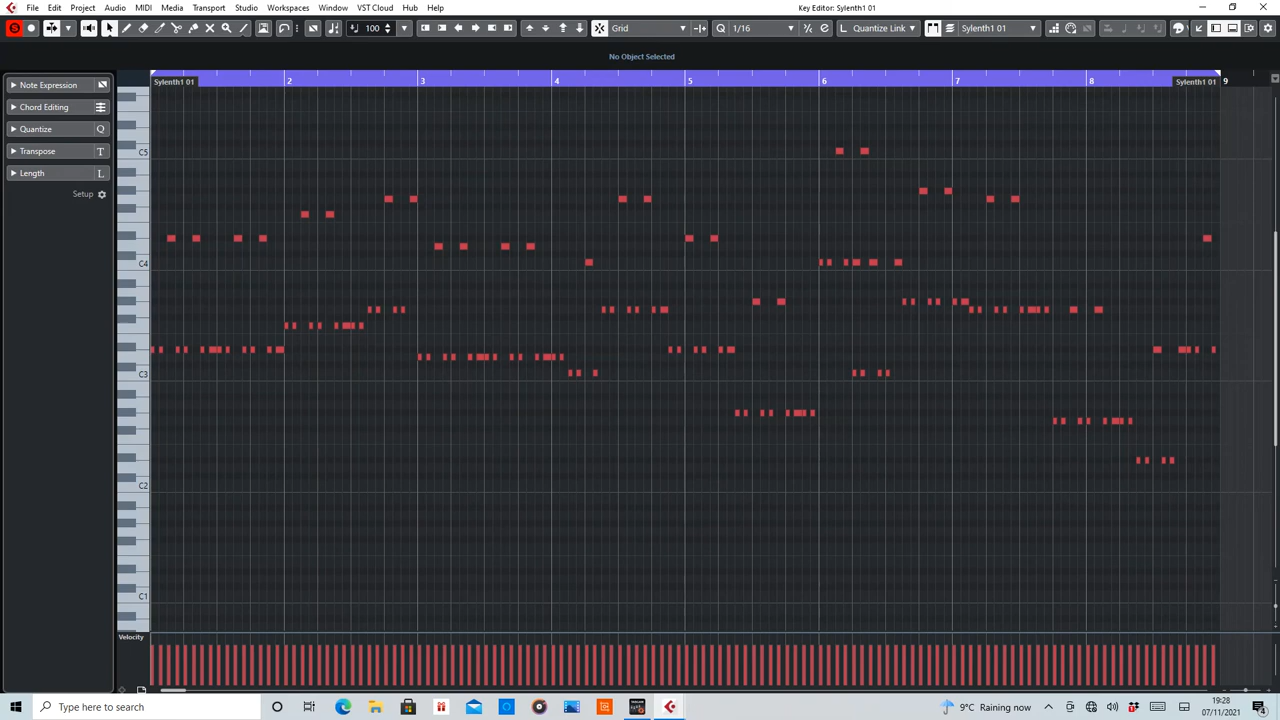 File Edit Project Audio MIDI Media Transport Studio Workspaces Window VST Cloud Hub Help
Key Editor: Sylenth1 01
S 100 Grid Q 1/16 L Quantize Link Sylenth1 01
No Object Selected
Note Expression
Chord Editing
Quantize Q
Transpose T
Length L
Setup
2 3 4 5 6 7 8 9
Sylenth1 01 Sylenth1 01
C5
C4
C3
C2
C1
Velocity
Type here to search
9°C Raining now
19:28
07/11/2021
4